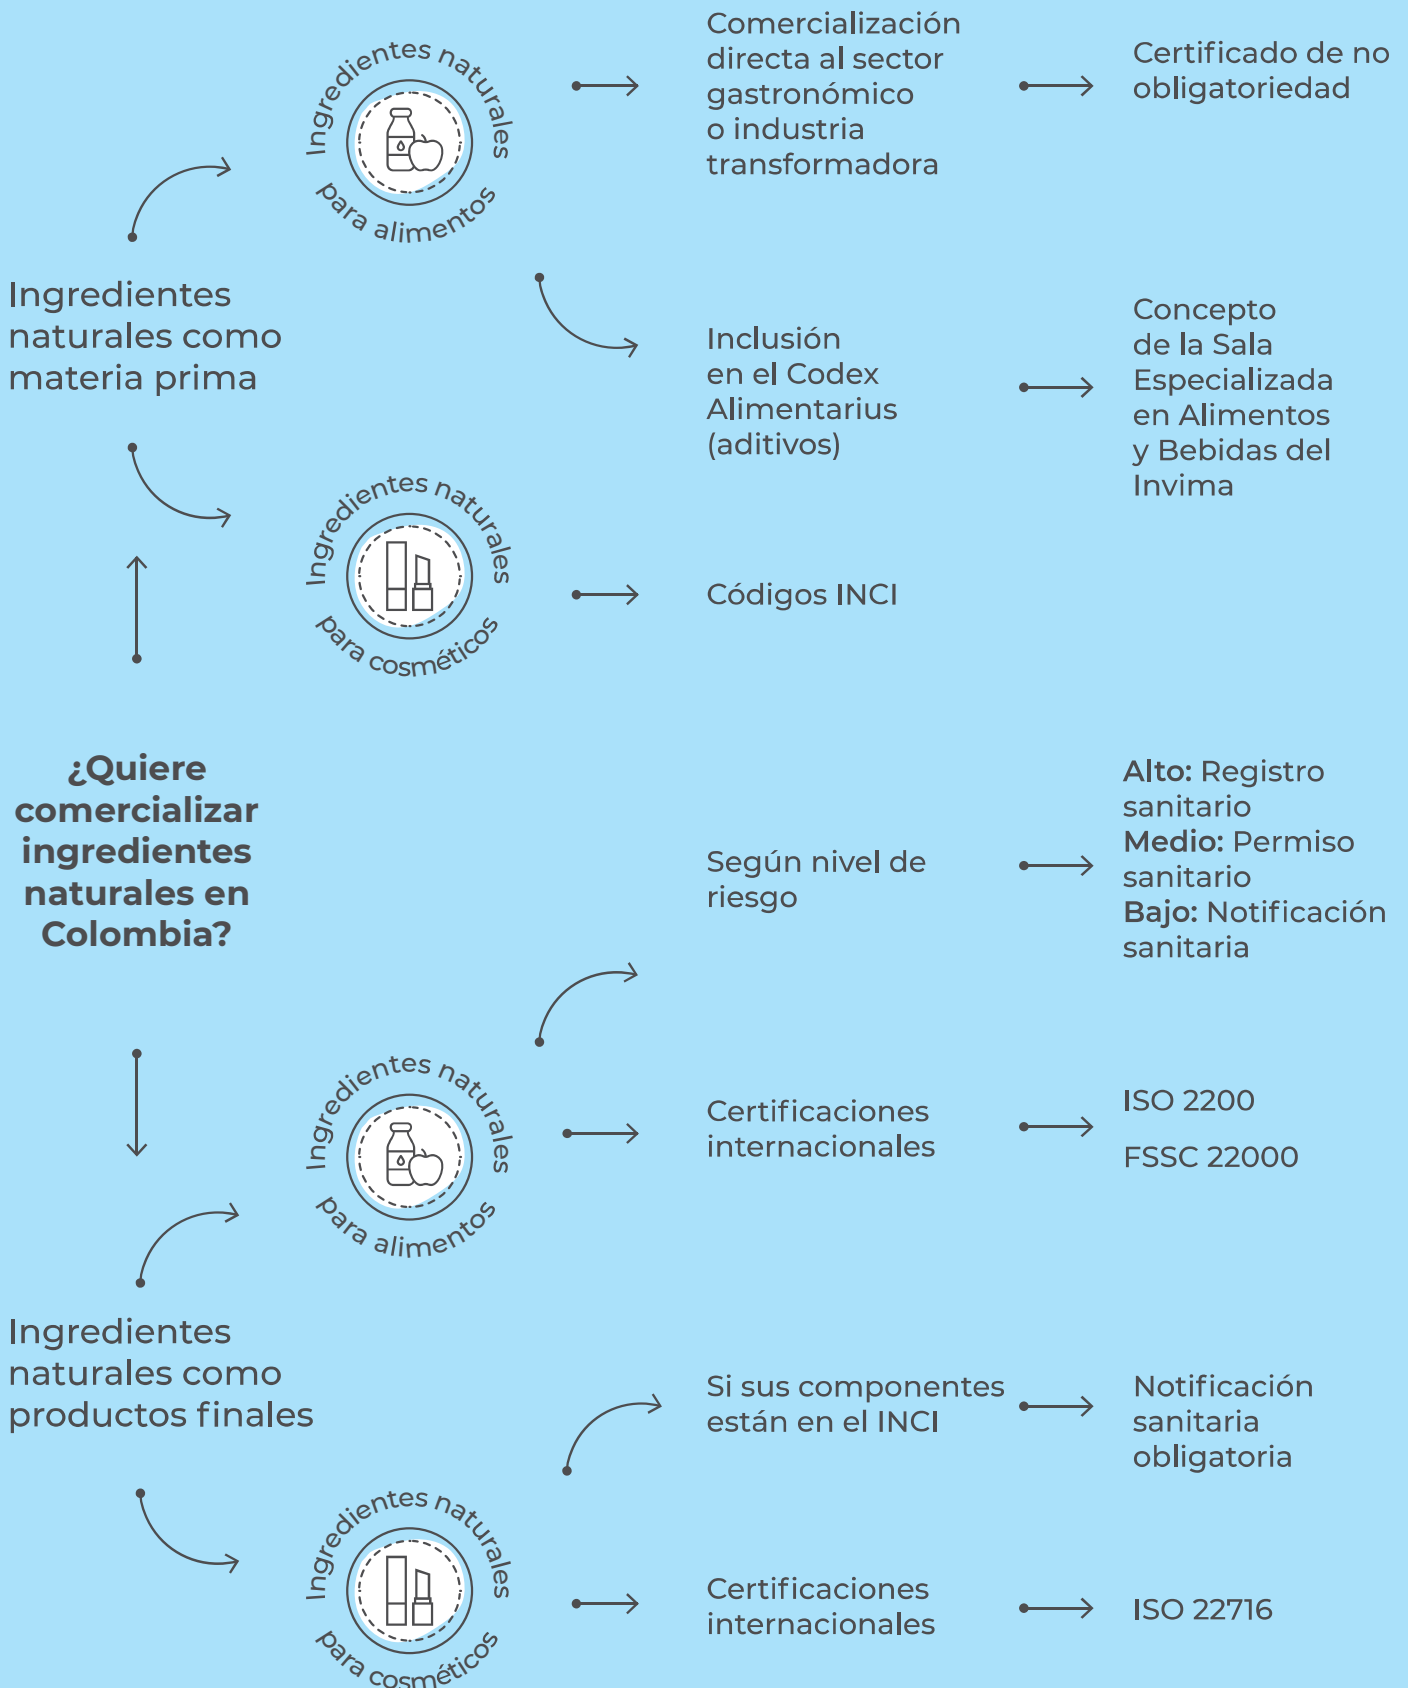 Ingredientes naturales
para alimentos
Comercialización
directa al sector
gastronómico
o industria
transformadora
Certificado de no
obligatoriedad
Ingredientes
naturales como
materia prima
Inclusión
en el Codex
Alimentarius
(aditivos)
Concepto
de la Sala
Especializada
en Alimentos
y Bebidas del
Invima
Ingredientes naturales
para cosméticos
Códigos INCI
¿Quiere
comercializar
ingredientes
naturales en
Colombia?
Según nivel de
riesgo
Alto: Registro
sanitario
Medio: Permiso
sanitario
Bajo: Notificación
sanitaria
Ingredientes naturales
para alimentos
Certificaciones
internacionales
ISO 2200
FSSC 22000
Ingredientes
naturales como
productos finales
Si sus componentes
están en el INCI
Notificación
sanitaria
obligatoria
Ingredientes naturales
para cosméticos
Certificaciones
internacionales
ISO 22716